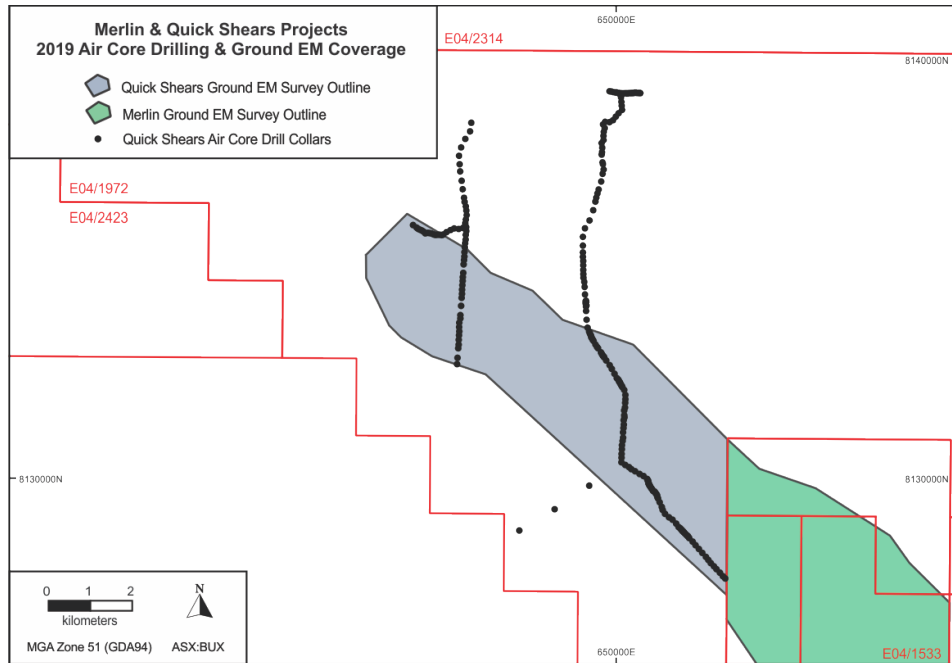 Merlin & Quick Shears Projects
2019 Air Core Drilling & Ground EM Coverage
Quick Shears Ground EM Survey Outline
Merlin Ground EM Survey Outline
Quick Shears Air Core Drill Collars
650000E
E04/2314
8140000N
E04/1972
E04/2423
8130000N
8130000N
0 1 2
kilometers
N
MGA Zone 51 (GDA94) ASX:BUX
650000E
E04/1533